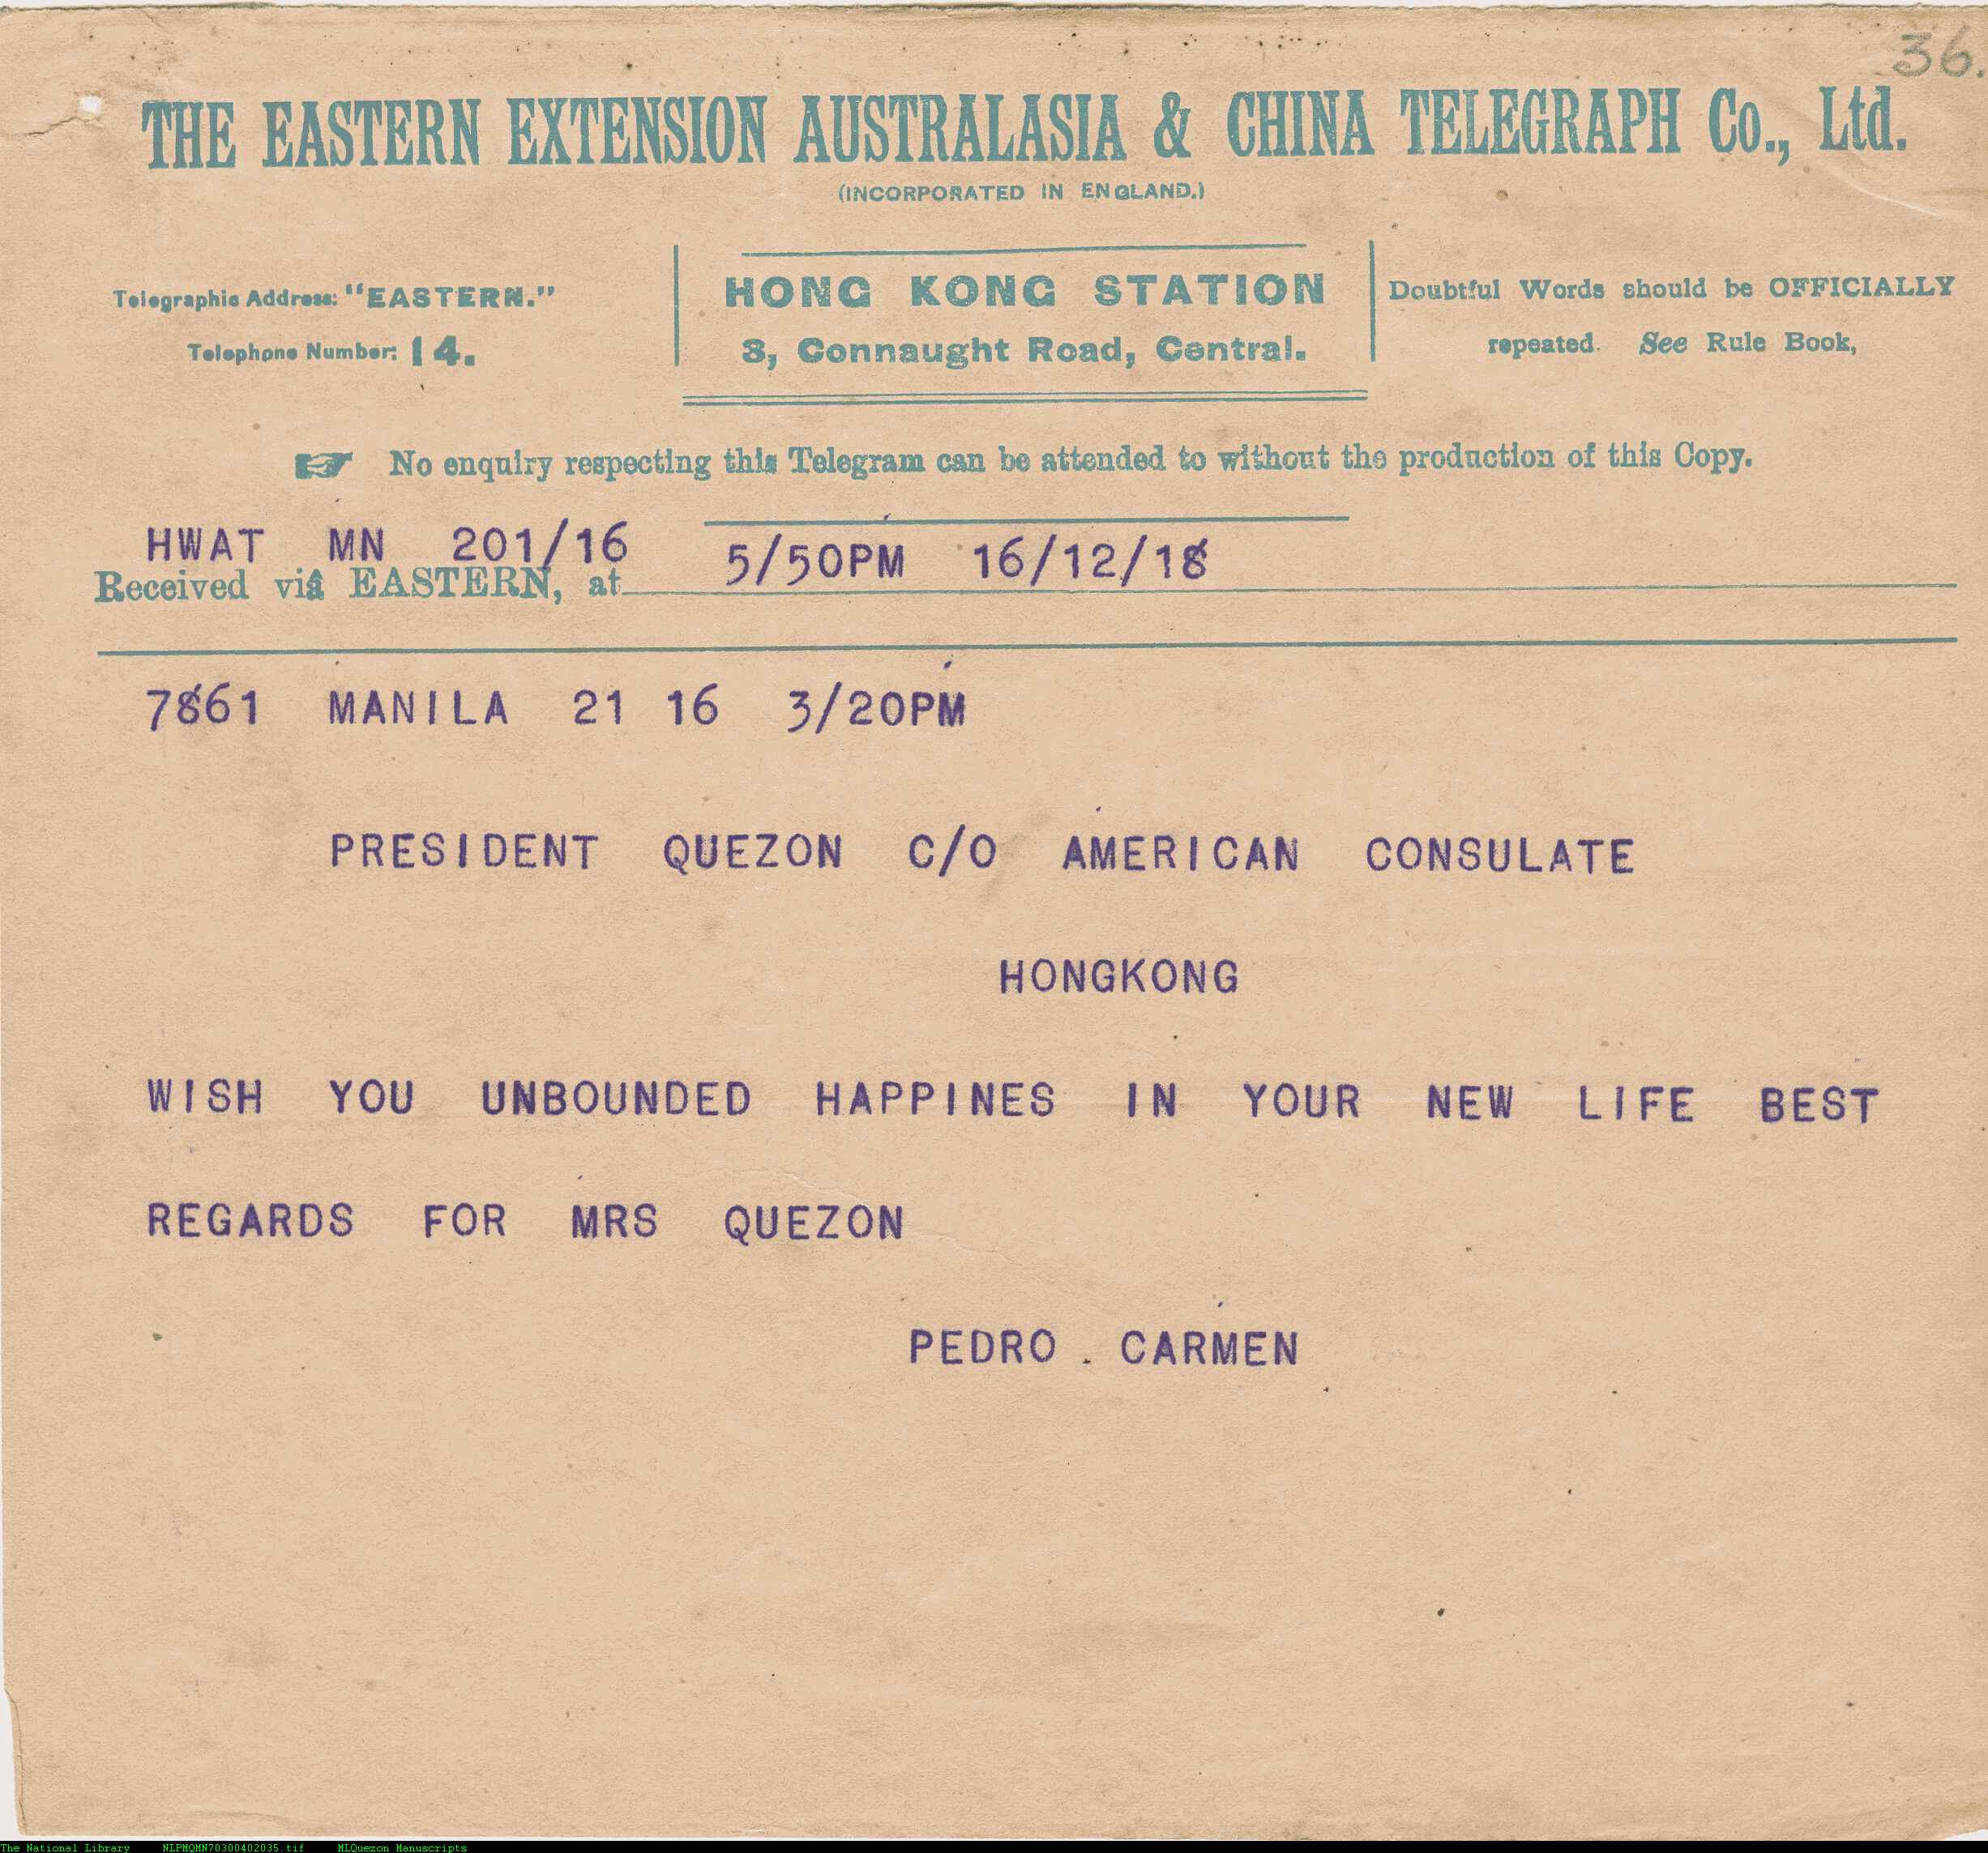 36.
THE EASTERN EXTENSION AUSTRALASIA & CHINA TELEGRAPH Co., Ltd.
(INCORPORATED IN ENGLAND.)
Telegraphic Address: "EASTERN."
Telephone Number: 14.
HONG KONG STATION
3, Connaught Road, Central.
Doubtful Words should be OFFICIALLY
repeated. See Rule Book,
No enquiry respecting this Telegram can be attended to without the production of this Copy.
HWAT MN 201/16 5/50PM 16/12/18
Received viâ EASTERN, at
7861 MANILA 21 16 3/20PM
PRESIDENT QUEZON C/O AMERICAN CONSULATE
HONGKONG
WISH YOU UNBOUNDED HAPPINES IN YOUR NEW LIFE BEST
REGARDS FOR MRS QUEZON
PEDRO . CARMEN
The National Library NLPMQMN70300402035.tif MLQuezon Manuscripts